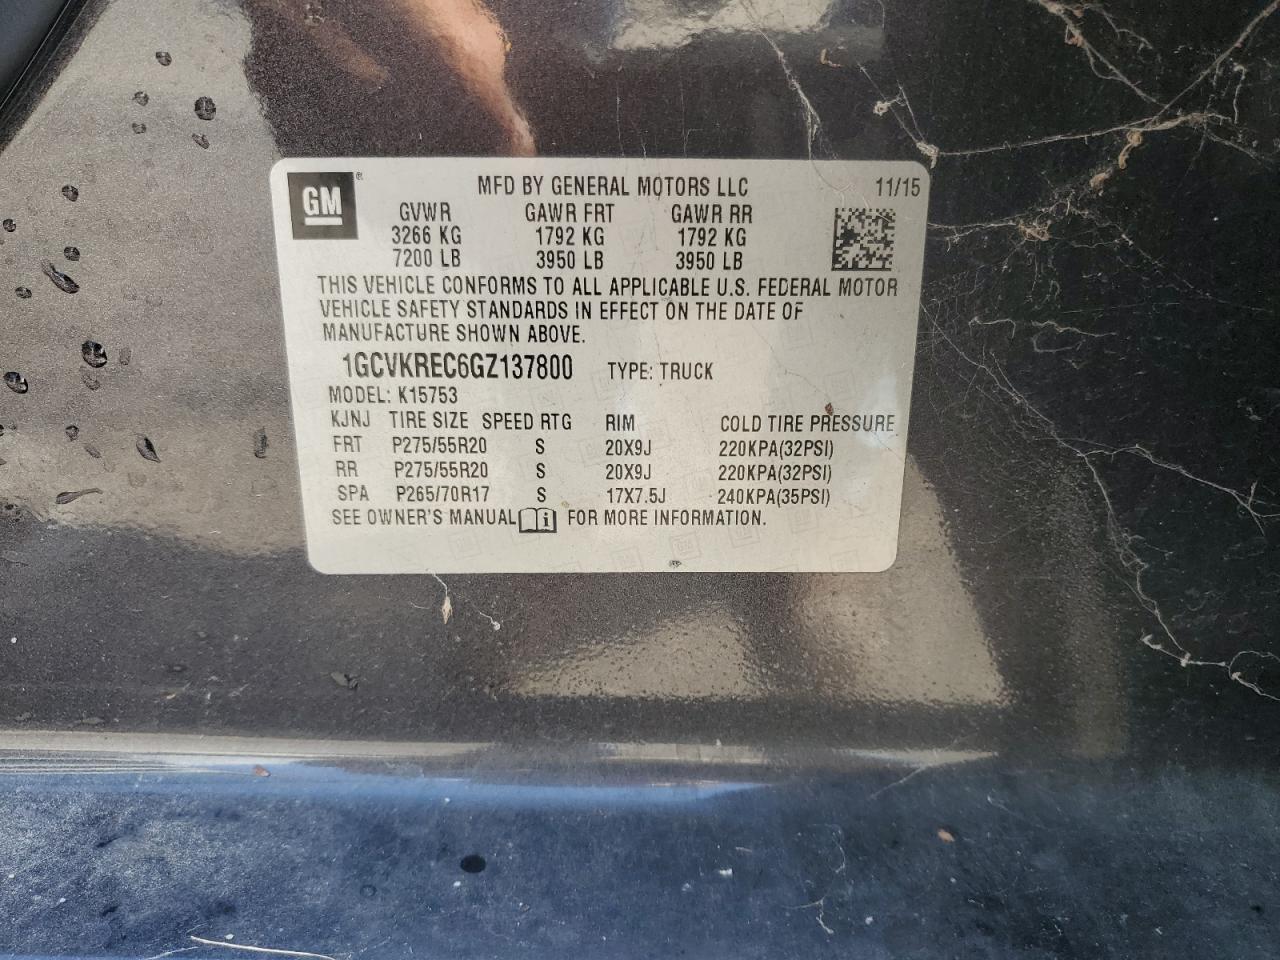 GM ® MFD BY GENERAL MOTORS LLC 11/15
GVWR GAWR FRT GAWR RR
3266 KG 1792 KG 1792 KG
7200 LB 3950 LB 3950 LB
THIS VEHICLE CONFORMS TO ALL APPLICABLE U.S. FEDERAL MOTOR
VEHICLE SAFETY STANDARDS IN EFFECT ON THE DATE OF
MANUFACTURE SHOWN ABOVE.
1GCVKREC6GZ137800 TYPE: TRUCK
MODEL: K15753
KJNJ TIRE SIZE SPEED RTG RIM COLD TIRE PRESSURE
FRT P275/55R20 S 20X9J 220KPA(32PSI)
RR P275/55R20 S 20X9J 220KPA(32PSI)
SPA P265/70R17 S 17X7.5J 240KPA(35PSI)
SEE OWNER'S MANUAL i FOR MORE INFORMATION.